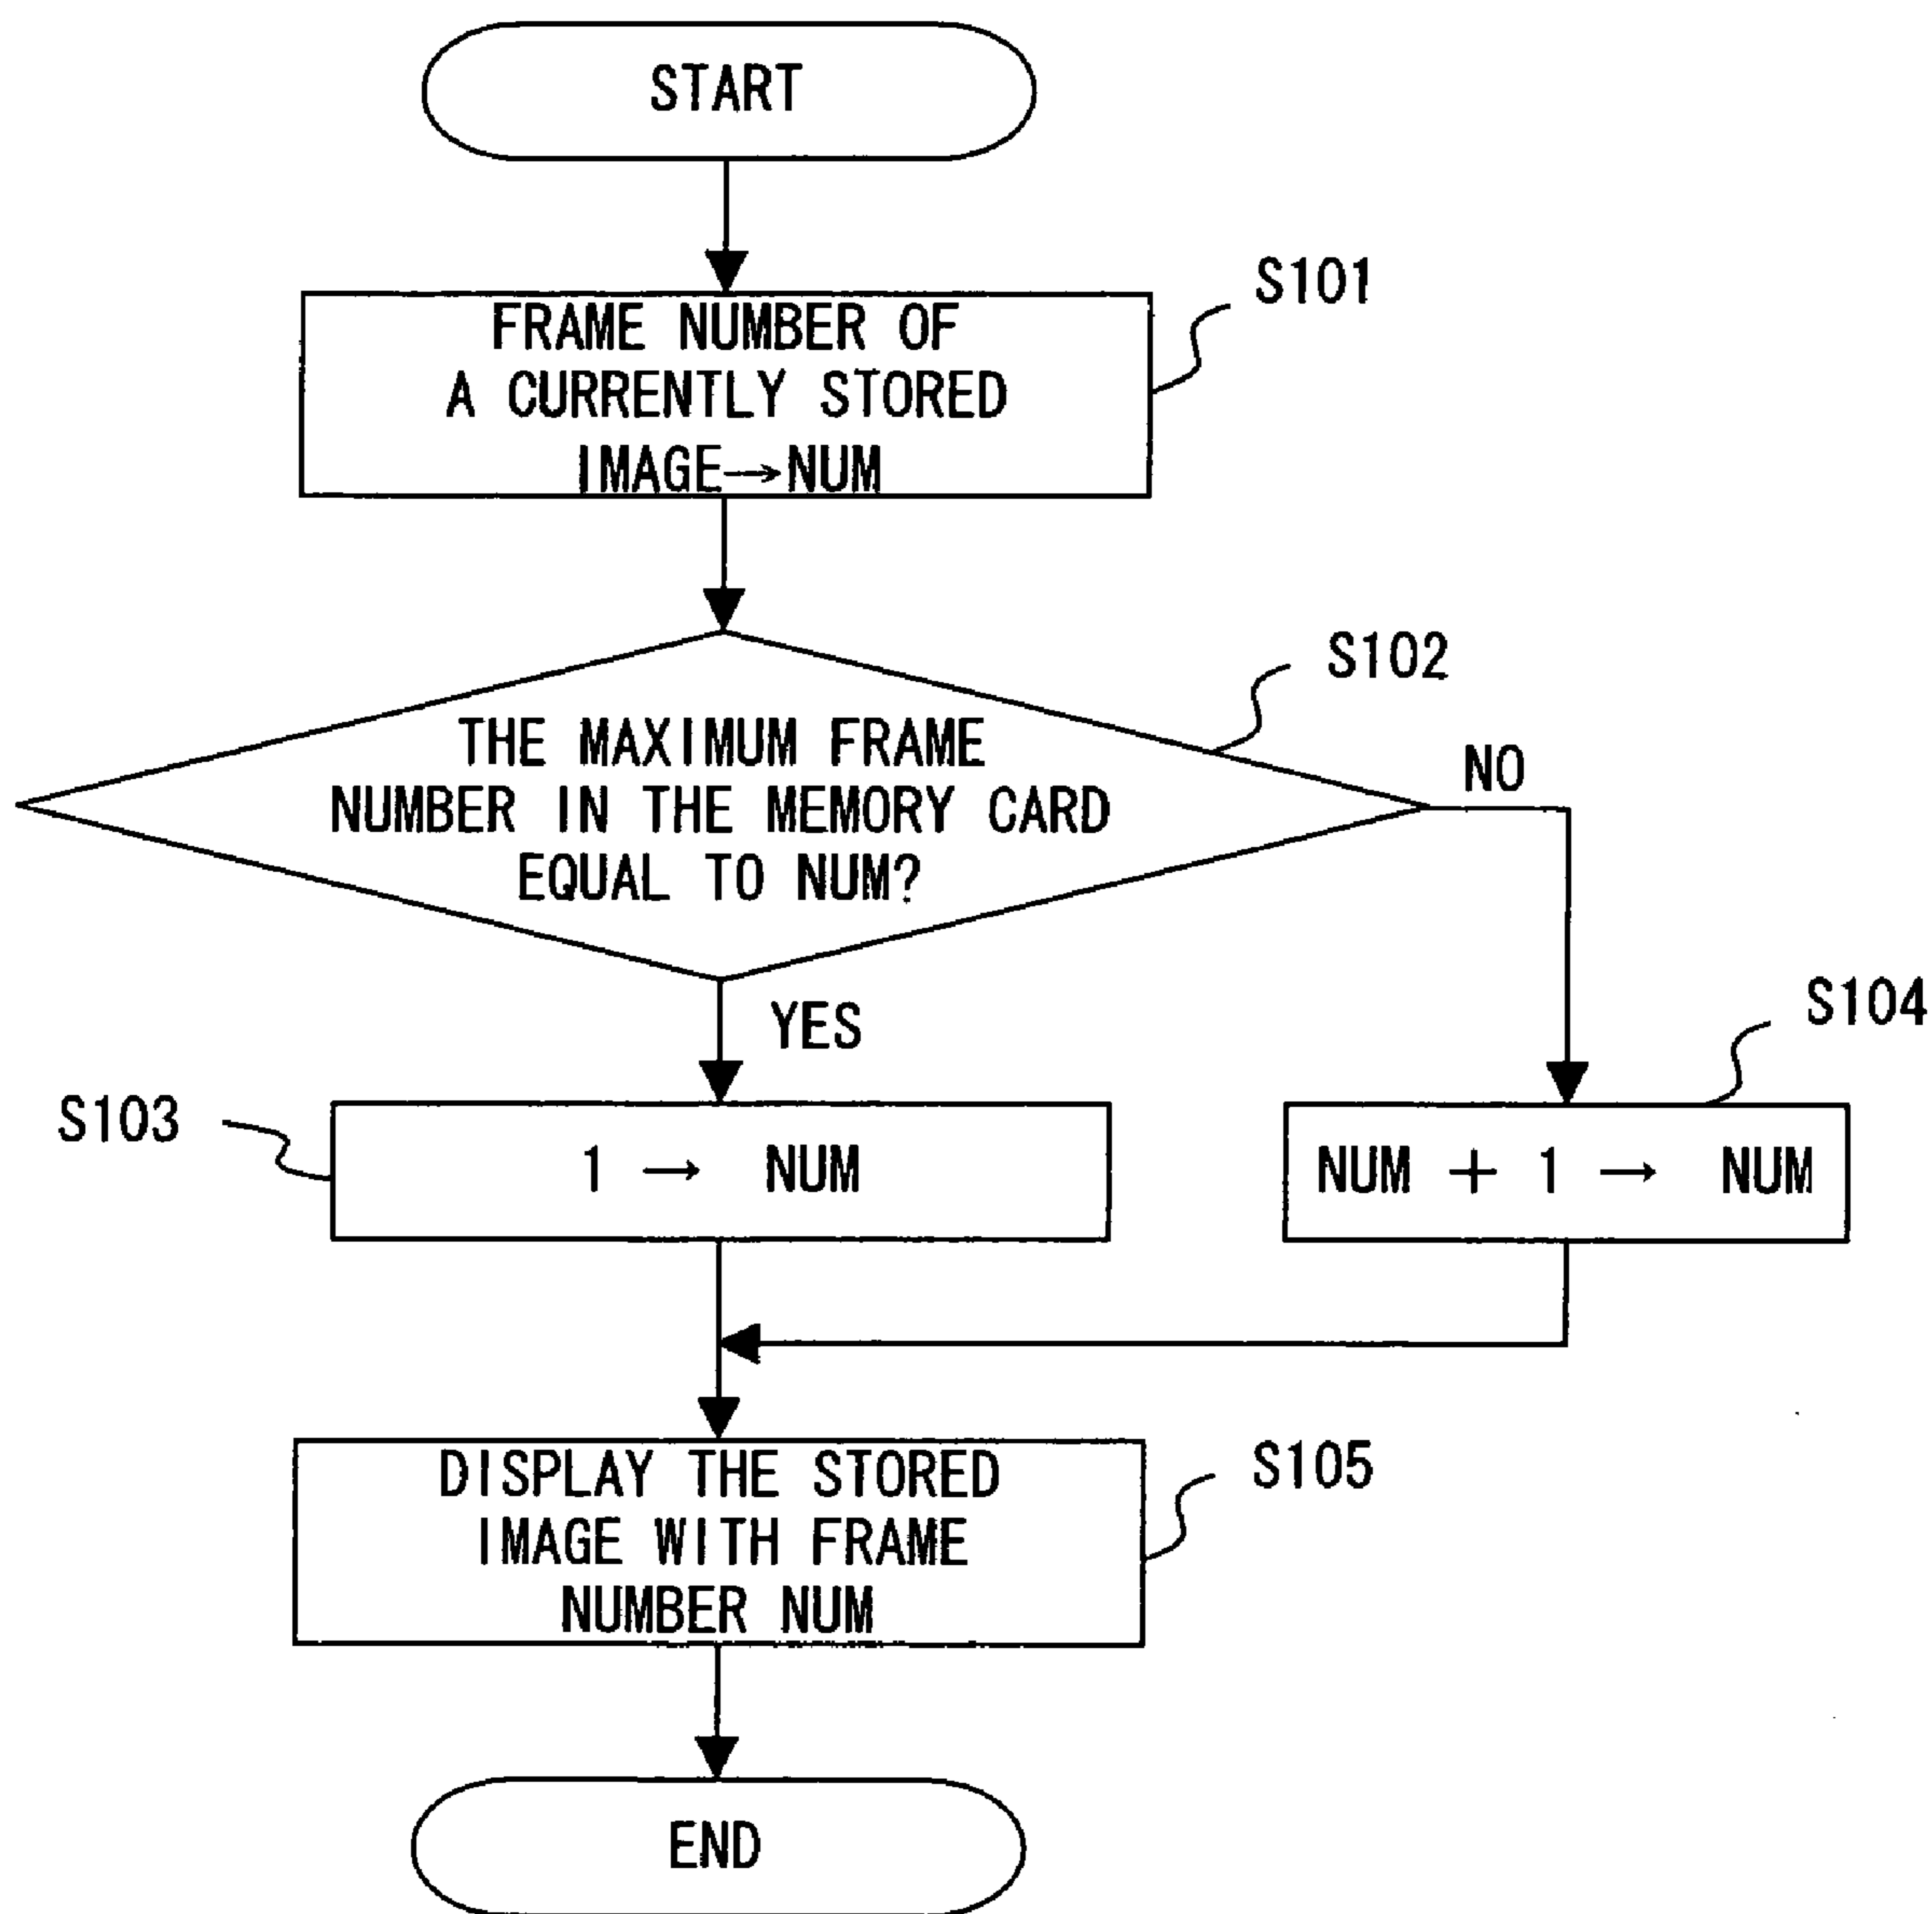 START
S101
FRAME NUMBER OF
A CURRENTLY STORED
IMAGE→NUM
S102
THE MAXIMUM FRAME
NUMBER IN THE MEMORY CARD
EQUAL TO NUM?
NO
YES
S104
S103
1 → NUM
NUM + 1 → NUM
S105
DISPLAY THE STORED
IMAGE WITH FRAME
NUMBER NUM
END